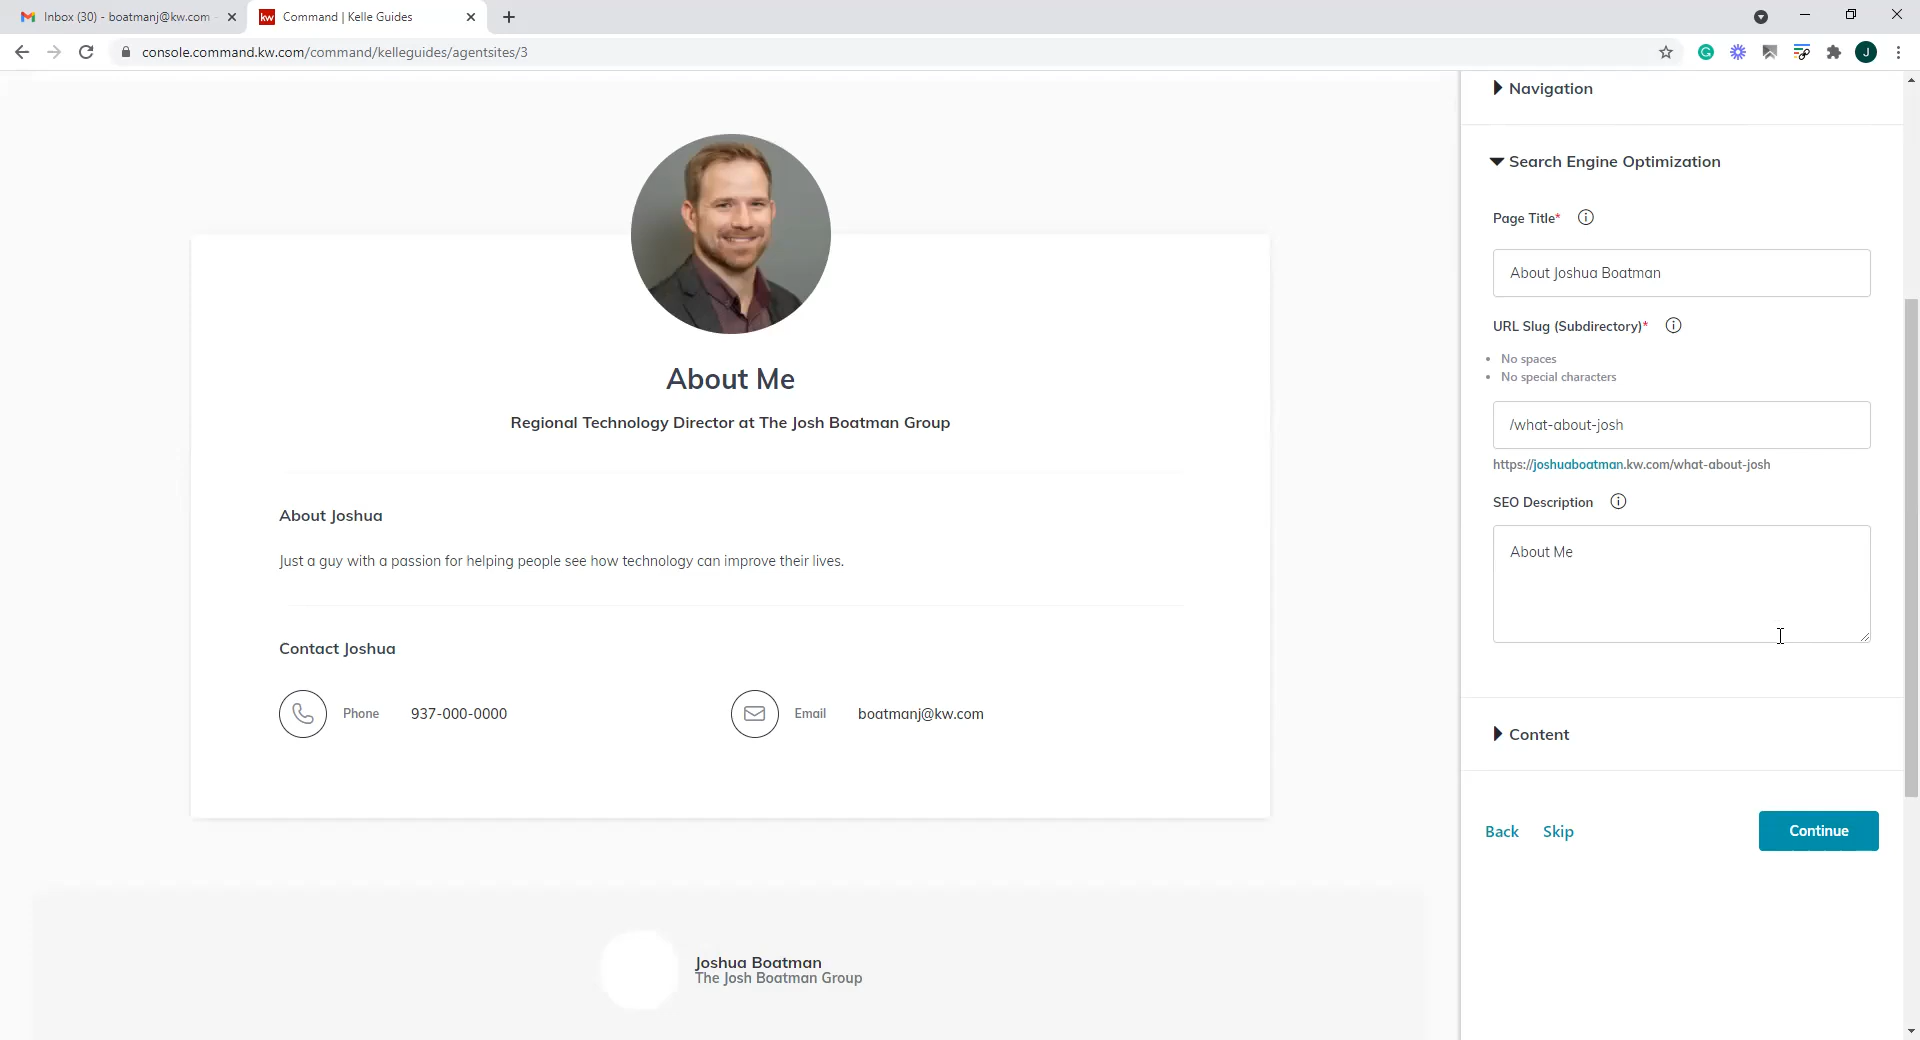 Inbox (30) - boatmanj@kw.com
kw Command | Kelle Guides
console.command.kw.com/command/kelleguides/agentsites/3
J
About Me
Regional Technology Director at The Josh Boatman Group
About Joshua
Just a guy with a passion for helping people see how technology can improve their lives.
Contact Joshua
Phone 937-000-0000
Email boatmanj@kw.com
Joshua Boatman
The Josh Boatman Group
Navigation
Search Engine Optimization
Page Title*
About Joshua Boatman
URL Slug (Subdirectory)*
• No spaces
• No special characters
/what-about-josh
https://joshuaboatman.kw.com/what-about-josh
SEO Description
About Me
Content
Back Skip Continue